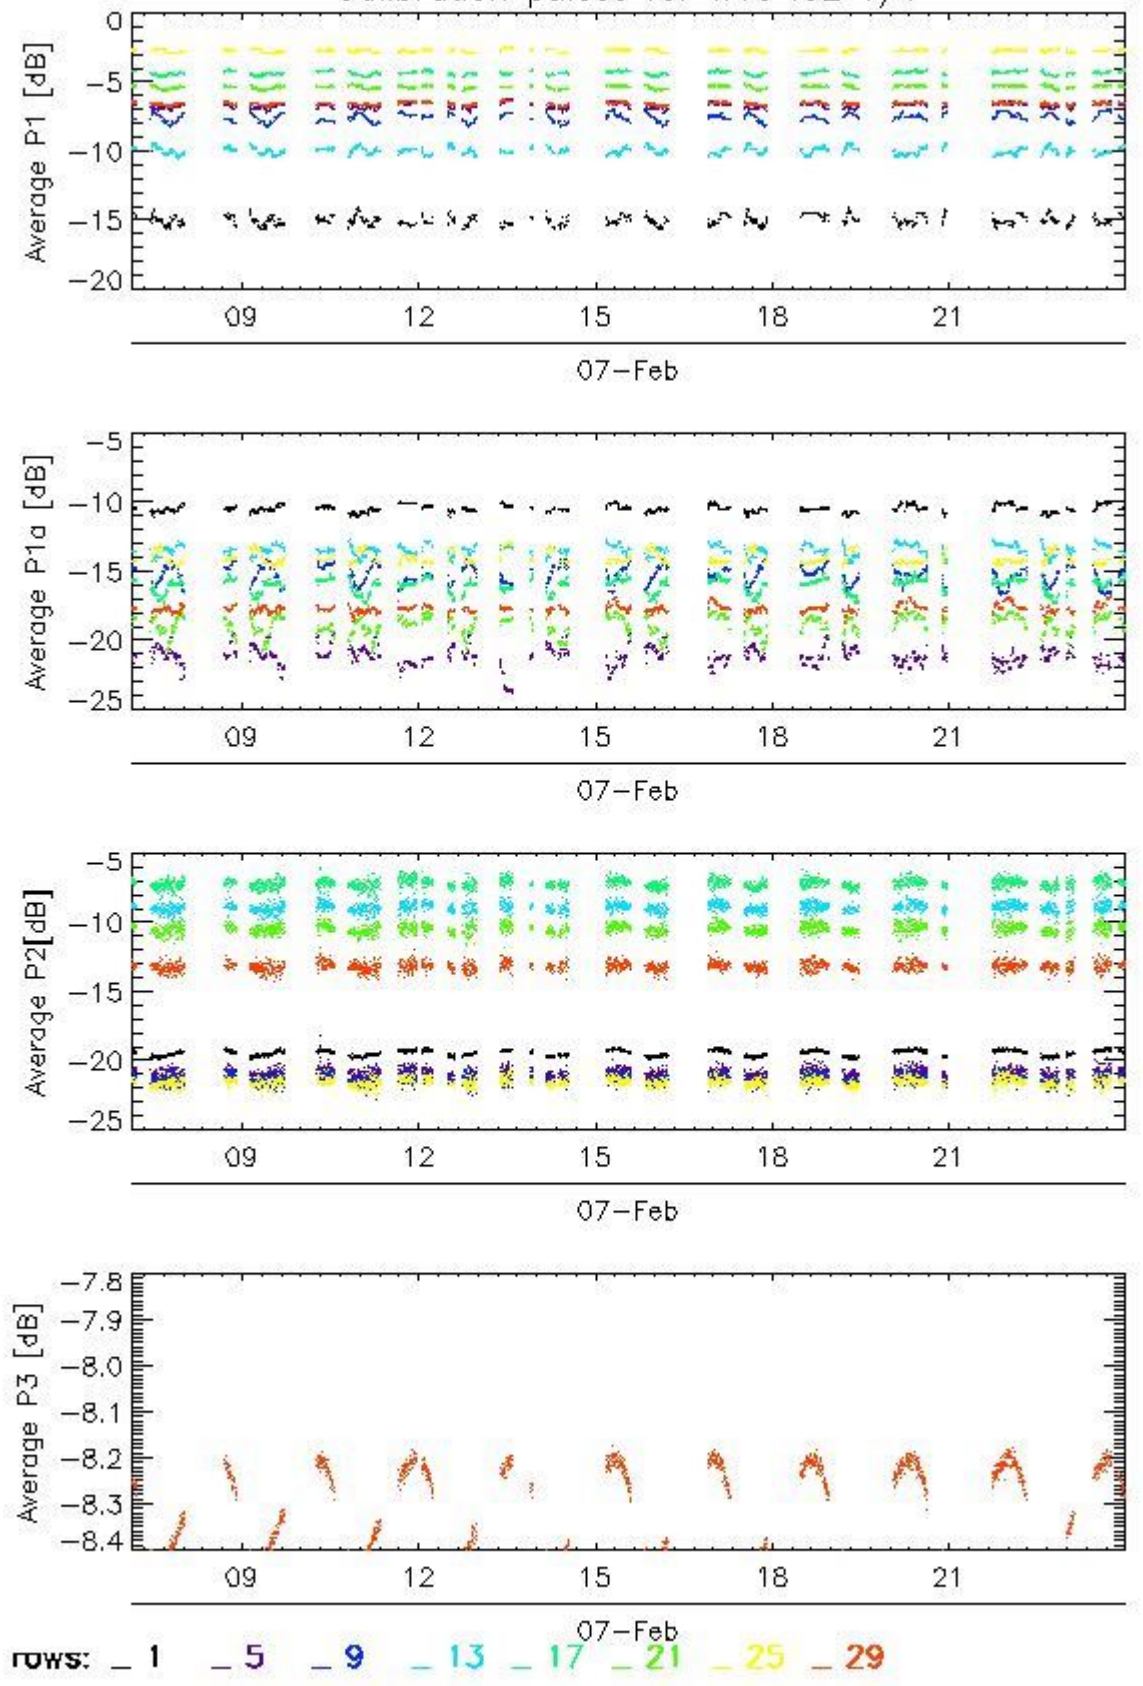 0
−5
−10
−15
−20
Average P1 [dB]
09 12 15 18 21
07−Feb
−5
−10
−15
−20
−25
Average P1a [dB]
09 12 15 18 21
07−Feb
−5
−10
−15
−20
−25
Average P2[dB]
09 12 15 18 21
07−Feb
−7.8
−7.9
−8.0
−8.1
−8.2
−8.3
−8.4
Average P3 [dB]
09 12 15 18 21
07−Feb
rows: _ 1 _ 5 _ 9 _ 13 _ 17 _ 21 _ 25 _ 29